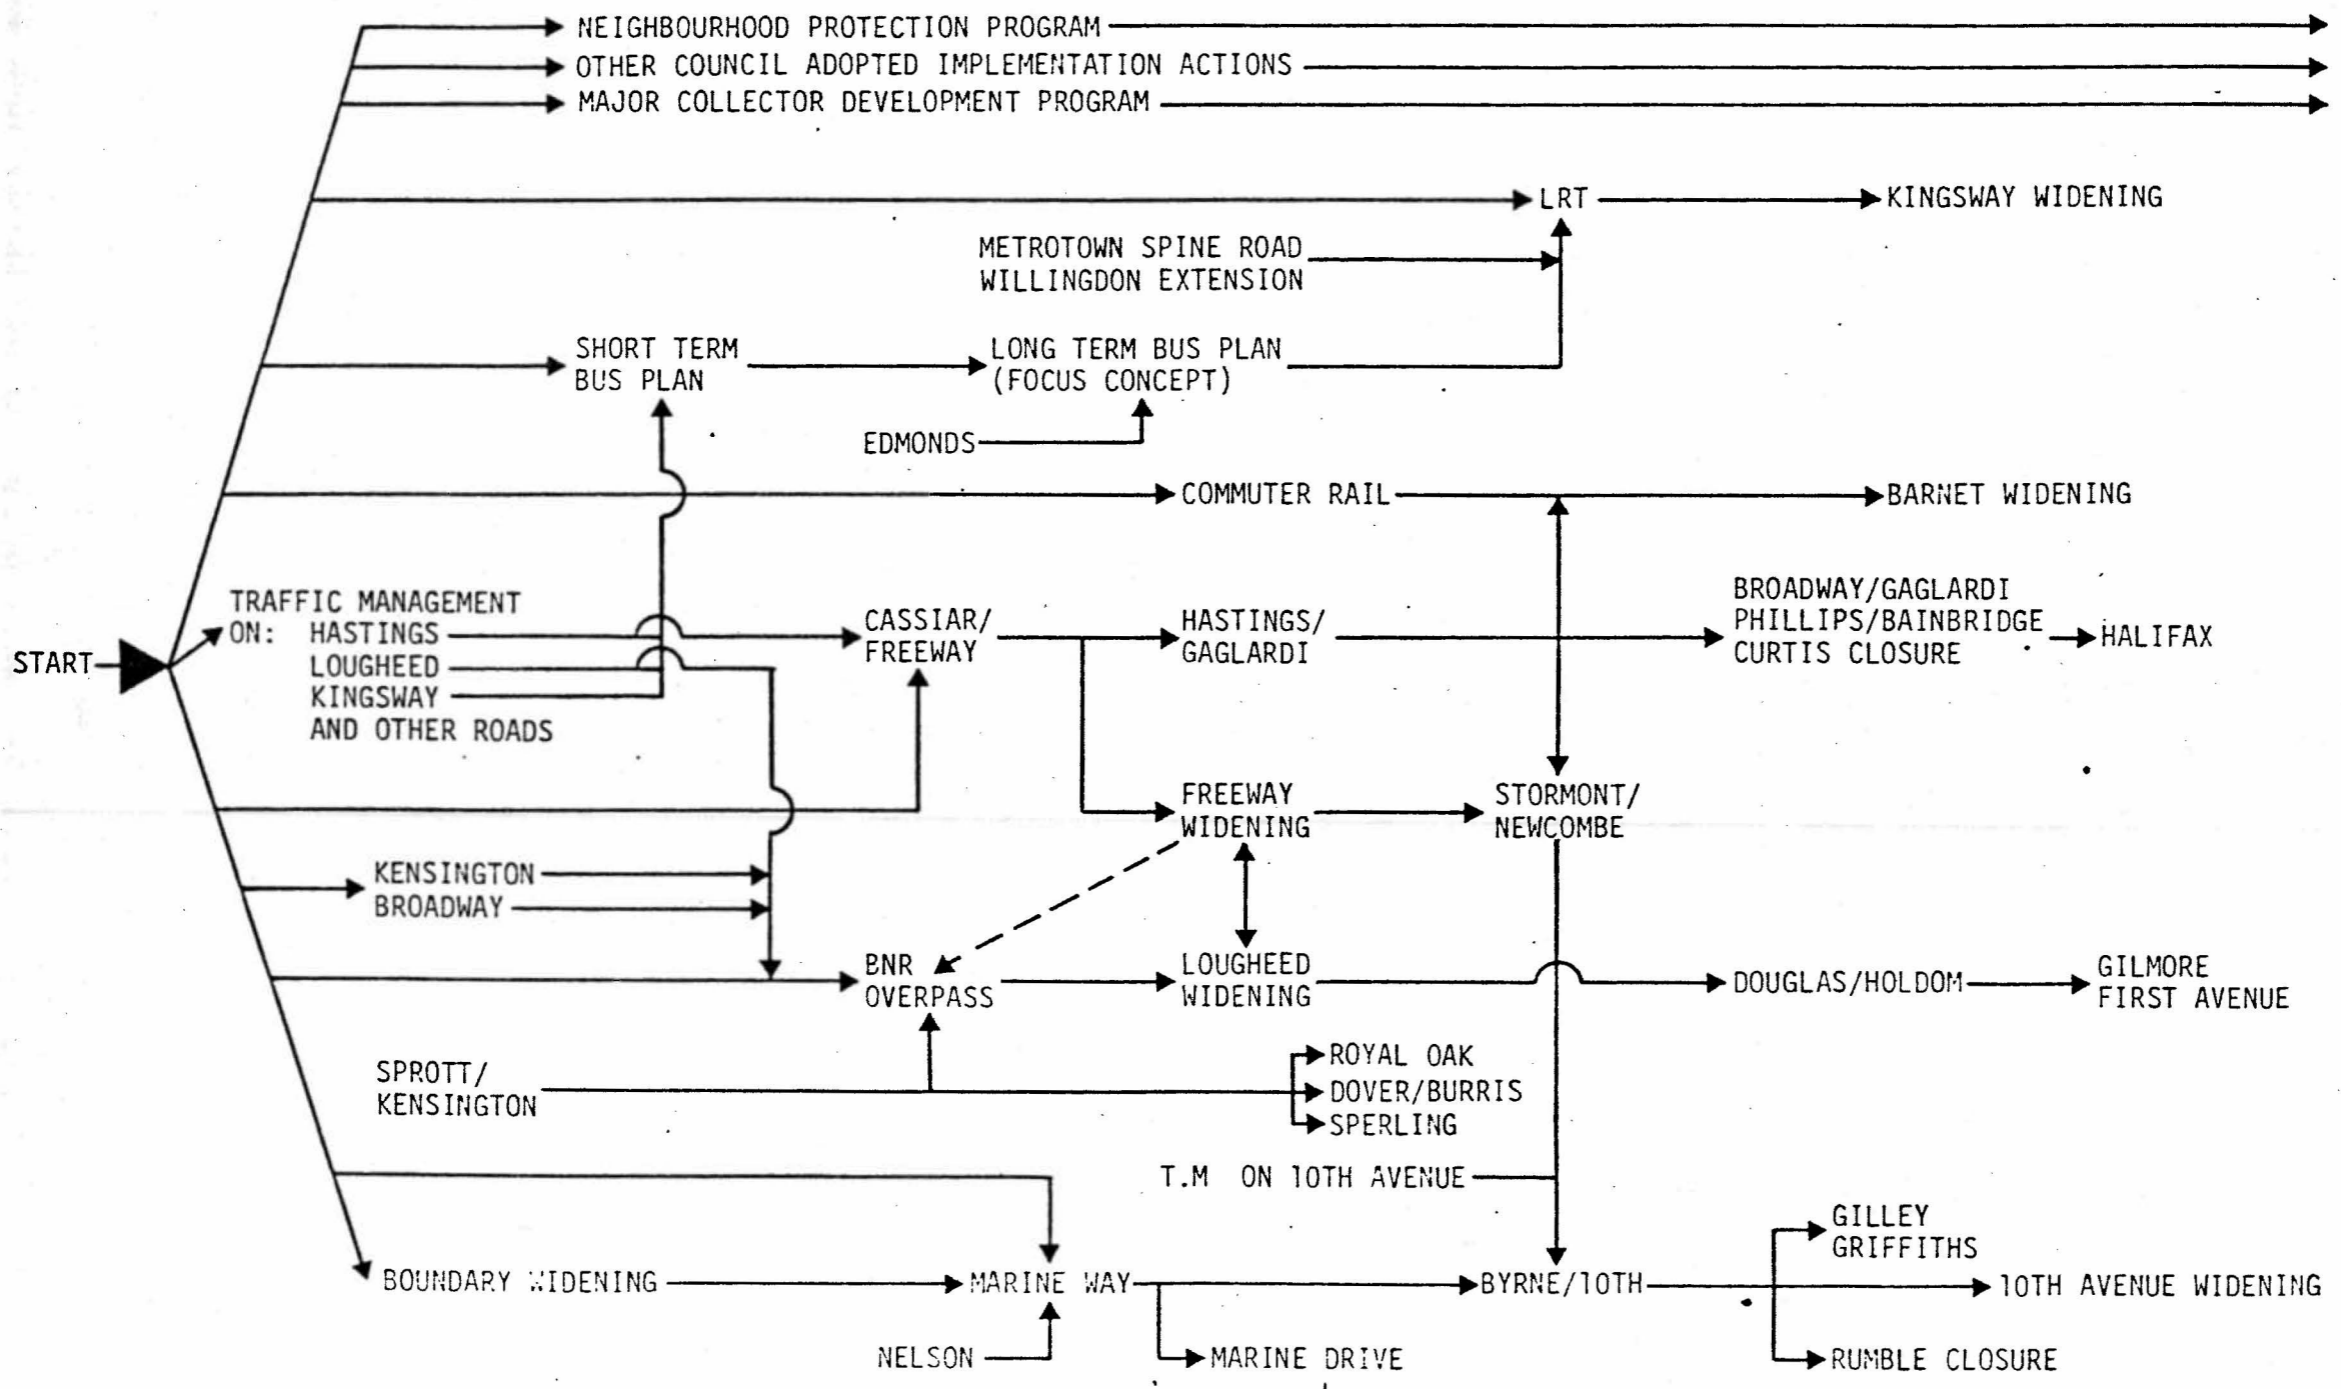 NEIGHBOURHOOD PROTECTION PROGRAM
OTHER COUNCIL ADOPTED IMPLEMENTATION ACTIONS
MAJOR COLLECTOR DEVELOPMENT PROGRAM
LRT
KINGSWAY WIDENING
METROTOWN SPINE ROAD
WILLINGDON EXTENSION
SHORT TERM
BUS PLAN
LONG TERM BUS PLAN
(FOCUS CONCEPT)
EDMONDS
COMMUTER RAIL
BARNET WIDENING
START
TRAFFIC MANAGEMENT
ON: HASTINGS
LOUGHEED
KINGSWAY
AND OTHER ROADS
CASSIAR/
FREEWAY
HASTINGS/
GAGLARDI
BROADWAY/GAGLARDI
PHILLIPS/BAINBRIDGE
CURTIS CLOSURE
HALIFAX
FREEWAY
WIDENING
STORMONT/
NEWCOMBE
KENSINGTON
BROADWAY
BNR
OVERPASS
LOUGHEED
WIDENING
DOUGLAS/HOLDOM
GILMORE
FIRST AVENUE
SPROTT/
KENSINGTON
ROYAL OAK
DOVER/BURRIS
SPERLING
T.M ON 10TH AVENUE
BOUNDARY WIDENING
MARINE WAY
BYRNE/10TH
GILLEY
GRIFFITHS
10TH AVENUE WIDENING
NELSON
MARINE DRIVE
RUMBLE CLOSURE